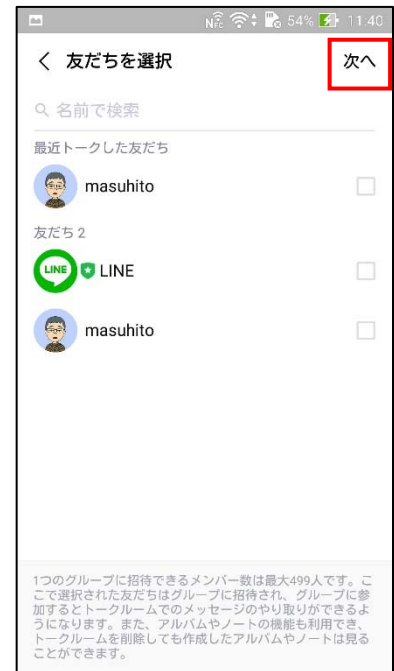 NFC 54% 11:40
友だちを選択 次へ
名前で検索
最近トークした友だち
masuhito
友だち 2
LINE LINE
masuhito
1つのグループに招待できるメンバー数は最大499人です。こ
こで選択された友だちはグループに招待され、グループに参
加するとトークルームでのメッセージのやり取りができるよ
うになります。また、アルバムやノートの機能も利用でき、
トークルームを削除しても作成したアルバムやノートは見る
ことができます。